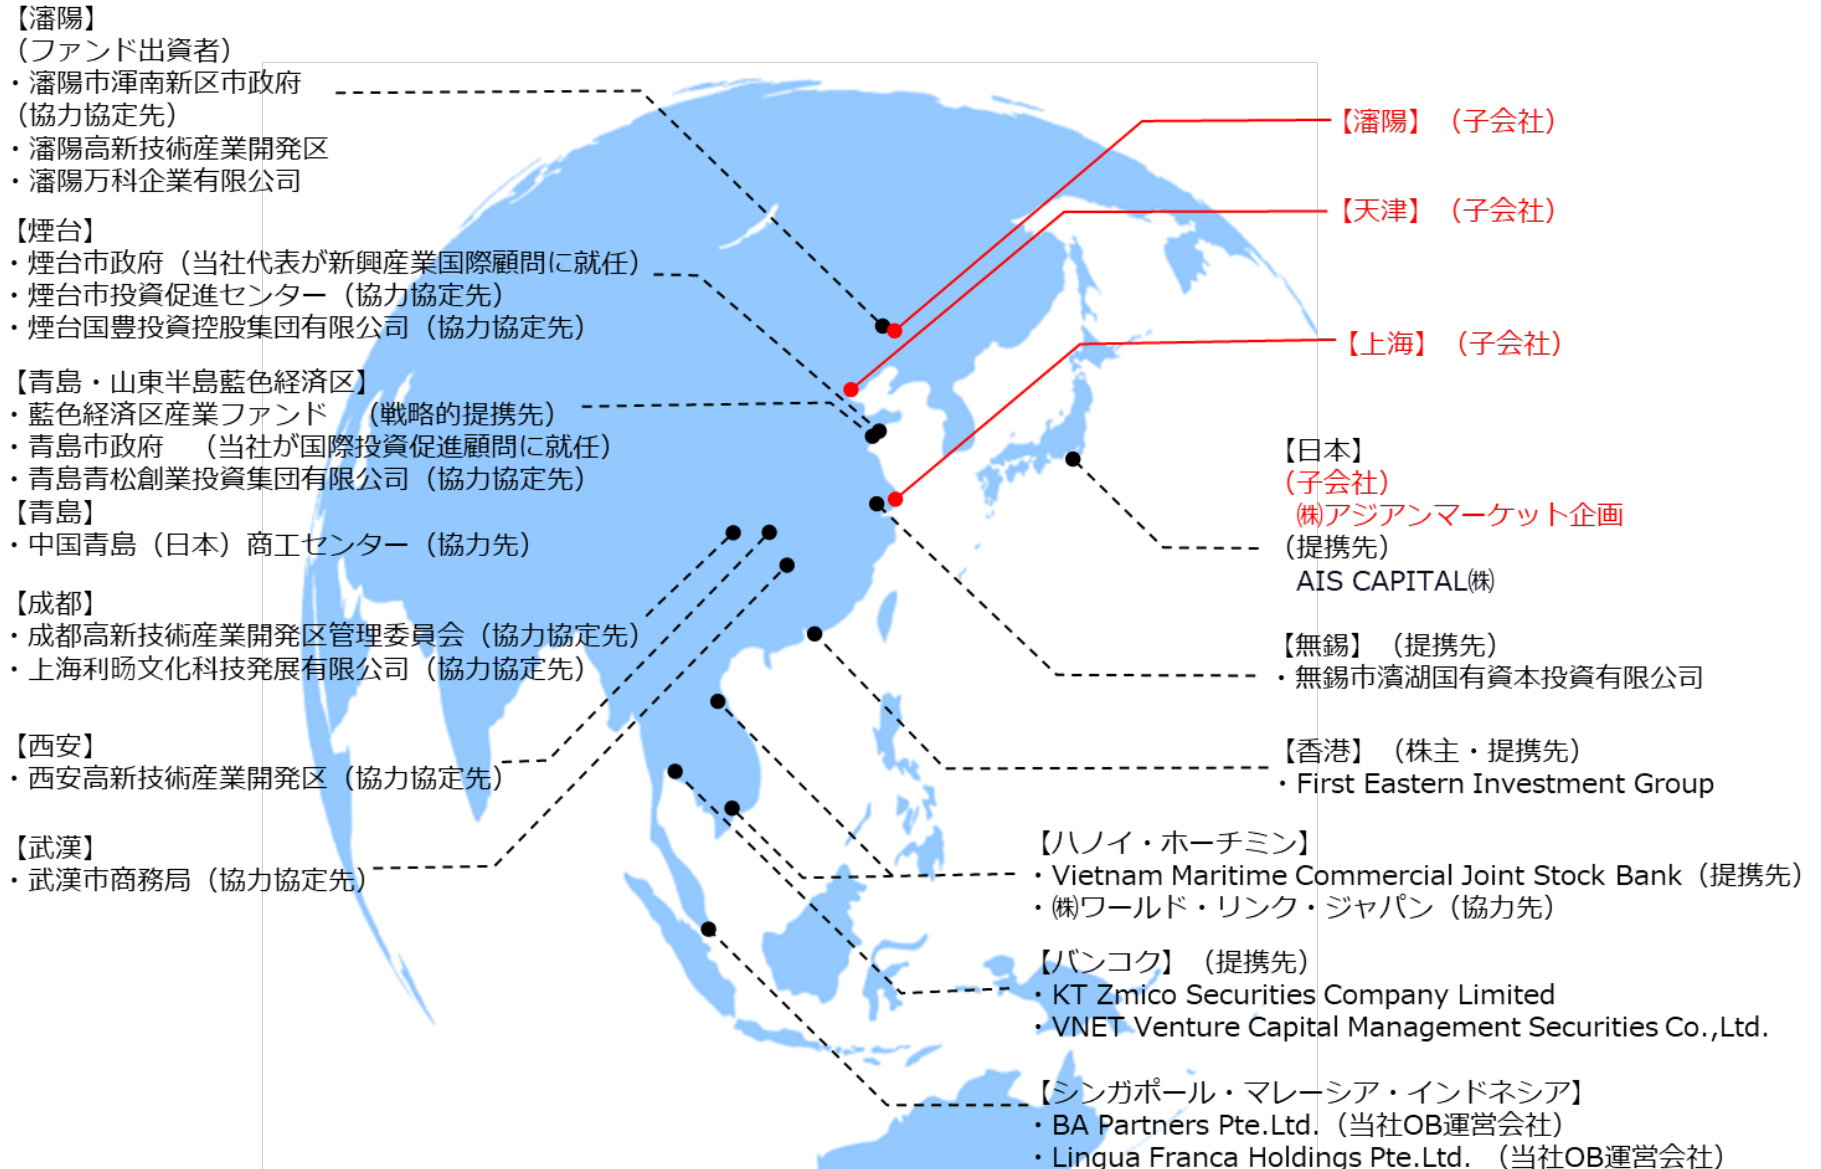 【瀋陽】
（ファンド出資者）
・瀋陽市渾南新区市政府
（協力協定先）
・瀋陽高新技術産業開発区
・瀋陽万科企業有限公司
【煙台】
・煙台市政府（当社代表が新興産業国際顧問に就任）
・煙台市投資促進センター（協力協定先）
・煙台国豊投資控股集団有限公司（協力協定先）
【青島・山東半島藍色経済区】
・藍色経済区産業ファンド　（戦略的提携先）
・青島市政府　（当社が国際投資促進顧問に就任）
・青島青松創業投資集団有限公司（協力協定先）
【青島】
・中国青島（日本）商工センター（協力先）
【成都】
・成都高新技術産業開発区管理委員会（協力協定先）
・上海利旸文化科技発展有限公司（協力協定先）
【西安】
・西安高新技術産業開発区（協力協定先）
【武漢】
・武漢市商務局（協力協定先）
【瀋陽】（子会社）
【天津】（子会社）
【上海】（子会社）
【日本】
（子会社）
㈱アジアンマーケット企画
（提携先）
AIS CAPITAL㈱
【無錫】（提携先）
・無錫市濱湖国有資本投資有限公司
【香港】（株主・提携先）
・First Eastern Investment Group
【ハノイ・ホーチミン】
・Vietnam Maritime Commercial Joint Stock Bank（提携先）
・㈱ワールド・リンク・ジャパン（協力先）
【バンコク】（提携先）
・KT Zmico Securities Company Limited
・VNET Venture Capital Management Securities Co.,Ltd.
【シンガポール・マレーシア・インドネシア】
・BA Partners Pte.Ltd.（当社OB運営会社）
・Lingua Franca Holdings Pte.Ltd.（当社OB運営会社）